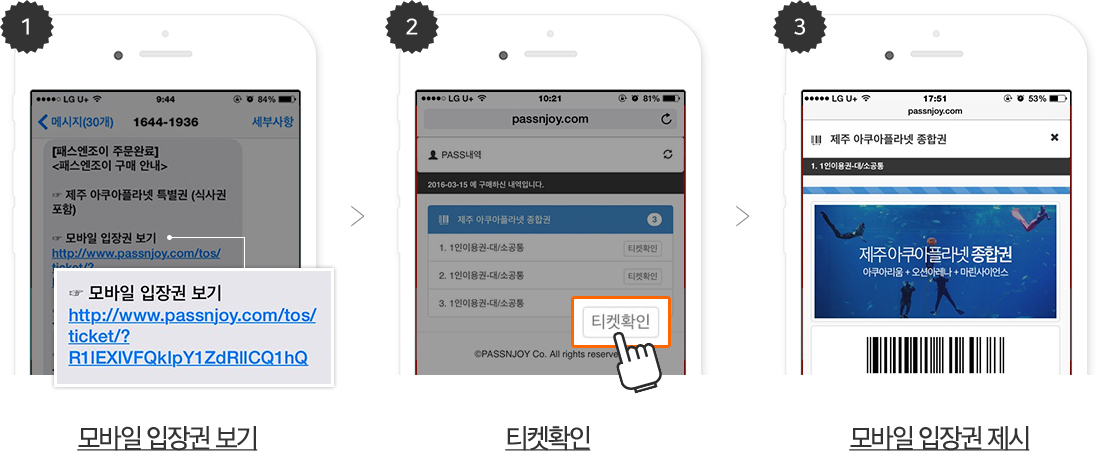 1
●●●●○ LG U+ 9:44 84%
메시지(30개) 1644-1936 세부사항
[패스엔조이 주문완료]
<패스엔조이 구매 안내>
☞ 제주 아쿠아플라넷 특별권 (식사권
포함)
☞ 모바일 입장권 보기
http://www.passnjoy.com/tos/
ticket/?
☞ 모바일 입장권 보기
http://www.passnjoy.com/tos/
ticket/?
R1lEXlVFQklpY1ZdRllCQ1hQ
모바일 입장권 보기
2
●●●●○ LG U+ 10:21 81%
passnjoy.com
PASS내역
2016-03-15 에 구매하신 내역입니다.
제주 아쿠아플라넷 종합권 3
1. 1인이용권-대/소공통 티켓확인
2. 1인이용권-대/소공통 티켓확인
3. 1인이용권-대/소공통
티켓확인
©PASSNJOY Co. All rights reserve
티켓확인
3
●●●●● LG U+ 17:51 53%
passnjoy.com
제주 아쿠아플라넷 종합권 ×
1. 1인이용권-대/소공통
제주 아쿠아플라넷 종합권
아쿠아리움 + 오션아레나 + 마린사이언스
모바일 입장권 제시